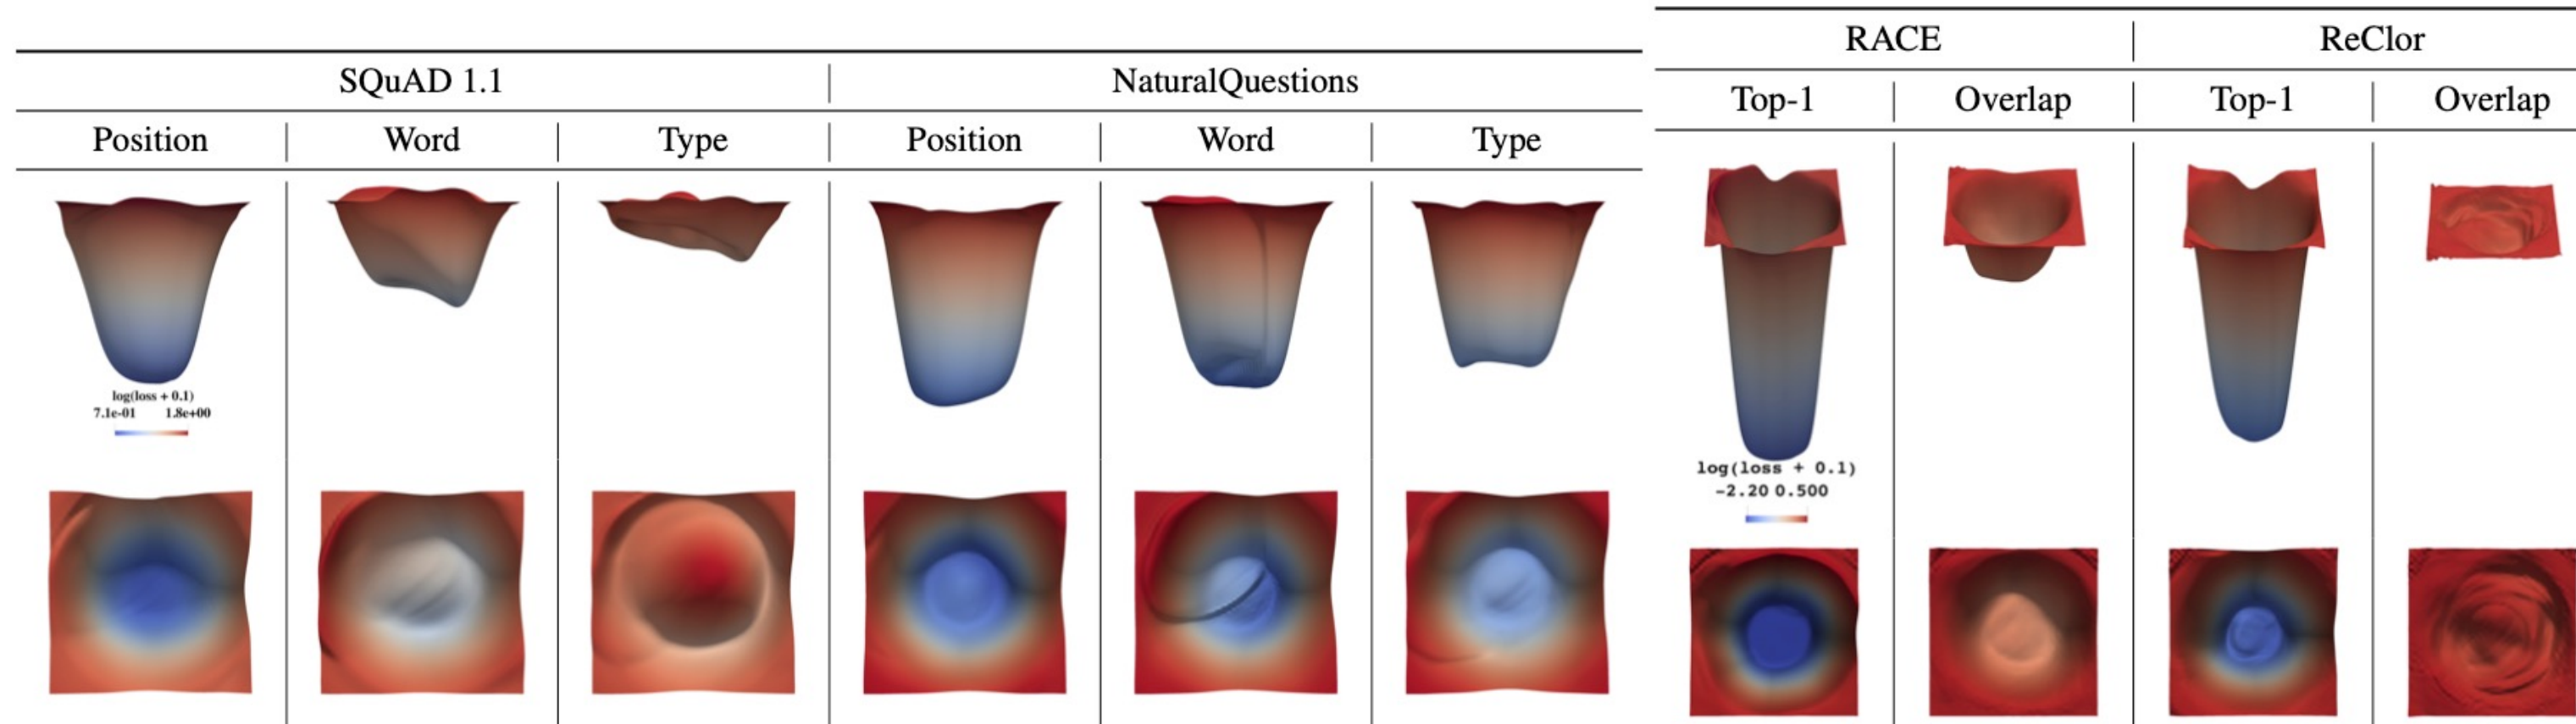 SQuAD 1.1 NaturalQuestions
Position Word Type Position Word Type
log(loss + 0.1)
7.1e-01 1.8e+00
RACE ReClor
Top-1 Overlap Top-1 Overlap
log(loss + 0.1)
-2.20 0.500